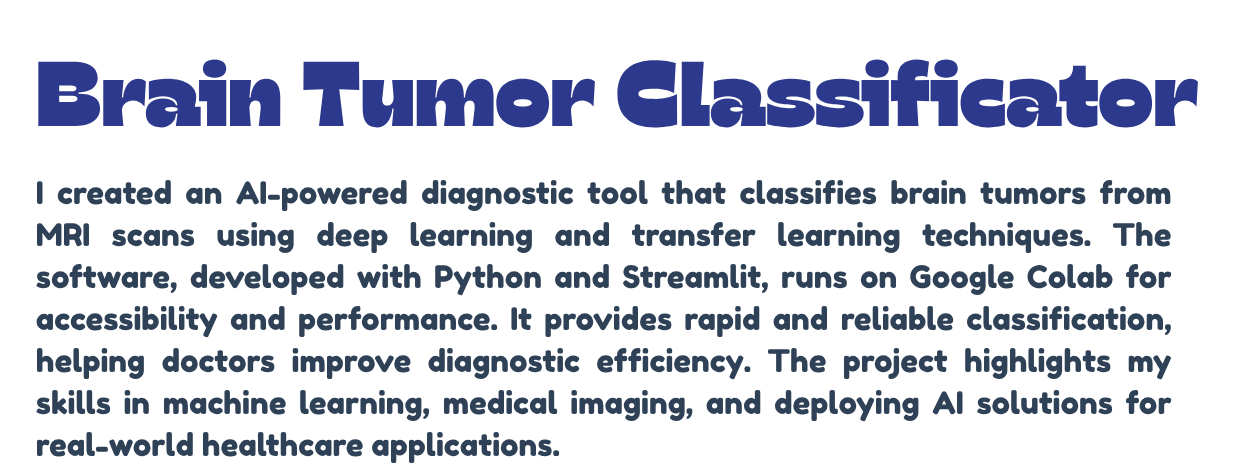 Brain Tumor Classificator
I created an AI-powered diagnostic tool that classifies brain tumors from
MRI scans using deep learning and transfer learning techniques. The
software, developed with Python and Streamlit, runs on Google Colab for
accessibility and performance. It provides rapid and reliable classification,
helping doctors improve diagnostic efficiency. The project highlights my
skills in machine learning, medical imaging, and deploying AI solutions for
real-world healthcare applications.